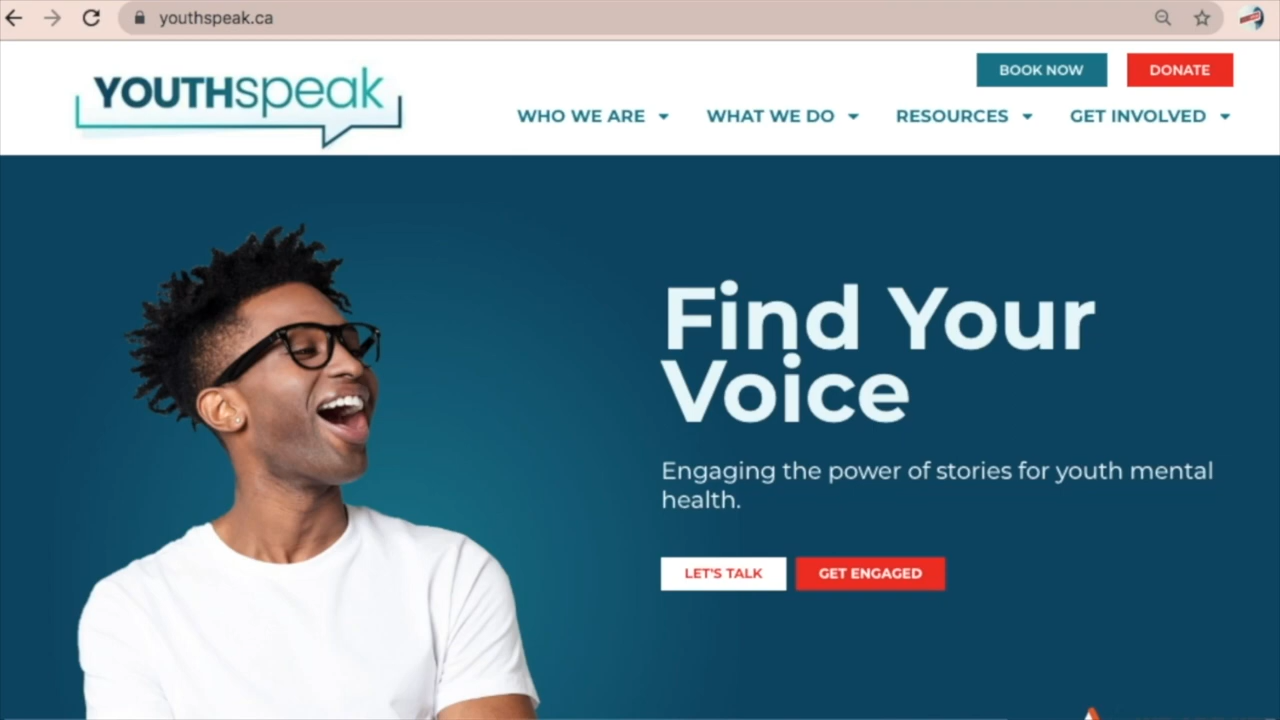 youthspeak.ca
YOUTHspeak
BOOK NOW
DONATE
WHO WE ARE
WHAT WE DO
RESOURCES
GET INVOLVED
Find Your
Voice
Engaging the power of stories for youth mental
health.
LET'S TALK
GET ENGAGED